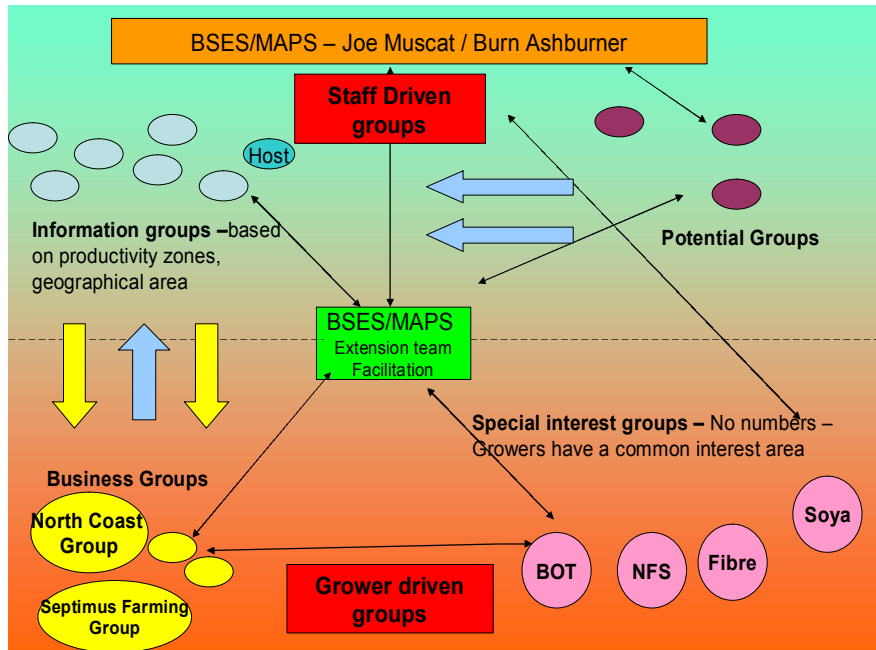 BSES/MAPS – Joe Muscat / Burn Ashburner
Staff Driven
groups
Host
Information groups –based
on productivity zones,
geographical area
Potential Groups
BSES/MAPS
Extension team
Facilitation
Special interest groups – No numbers –
Growers have a common interest area
Business Groups
North Coast
Group
Septimus Farming
Group
Grower driven
groups
BOT
NFS
Fibre
Soya